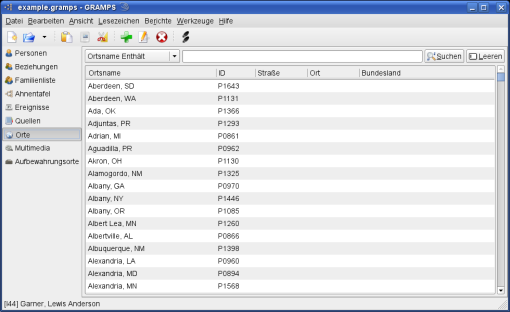 example.gramps - GRAMPS
Datei Bearbeiten Ansicht Lesezeichen Berichte Werkzeuge Hilfe
Personen
Beziehungen
Familienliste
Ahnentafel
Ereignisse
Quellen
Orte
Multimedia
Aufbewahrungsorte
Ortsname Enthält Suchen Leeren
Ortsname ID Straße Ort Bundesland
Aberdeen, SD P1643
Aberdeen, WA P1131
Ada, OK P1366
Adjuntas, PR P1293
Adrian, MI P0861
Aguadilla, PR P0962
Akron, OH P1130
Alamogordo, NM P1325
Albany, GA P0970
Albany, NY P1446
Albany, OR P1085
Albert Lea, MN P1260
Albertville, AL P0866
Albuquerque, NM P1398
Alexandria, LA P0960
Alexandria, MD P0894
Alexandria, MN P1568
[I44] Garner, Lewis Anderson